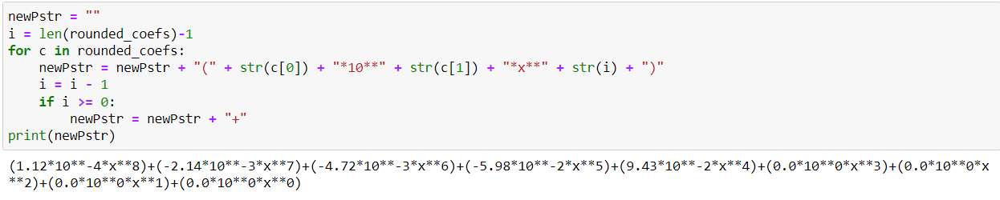 newPstr = ""
i = len(rounded_coefs)-1
for c in rounded_coefs:
    newPstr = newPstr + "(" + str(c[0]) + "*10**" + str(c[1]) + "*x**" + str(i) + ")"
    i = i - 1
    if i >= 0:
        newPstr = newPstr + "+"
print(newPstr)
(1.12*10**-4*x**8)+(-2.14*10**-3*x**7)+(-4.72*10**-3*x**6)+(-5.98*10**-2*x**5)+(9.43*10**-2*x**4)+(0.0*10**0*x**3)+(0.0*10**0*x
**2)+(0.0*10**0*x**1)+(0.0*10**0*x**0)